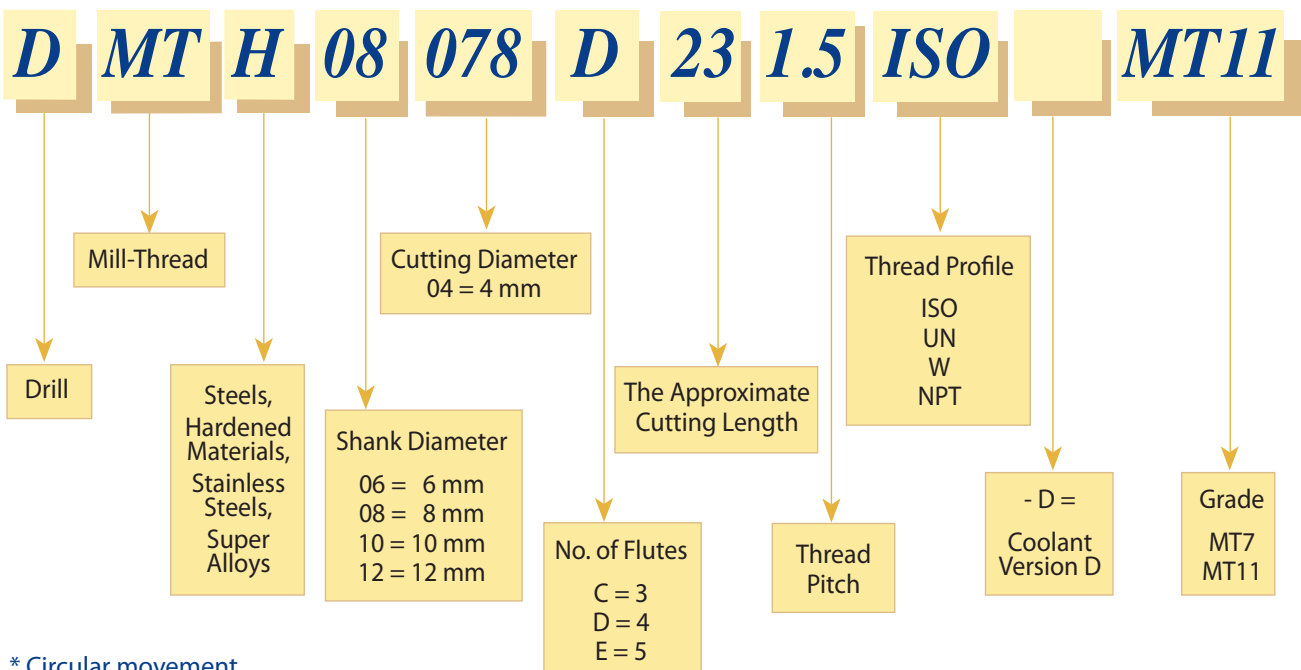 D MT H 08 078 D 23 1.5 ISO MT11
Mill-Thread
Cutting Diameter
04 = 4 mm
Thread Profile
ISO
UN
W
NPT
Drill
Steels,
Hardened
Materials,
Stainless
Steels,
Super
Alloys
Shank Diameter
06 = 6 mm
08 = 8 mm
10 = 10 mm
12 = 12 mm
The Approximate
Cutting Length
No. of Flutes
C = 3
D = 4
E = 5
Thread
Pitch
- D =
Coolant
Version D
Grade
MT7
MT11
* Circular movement